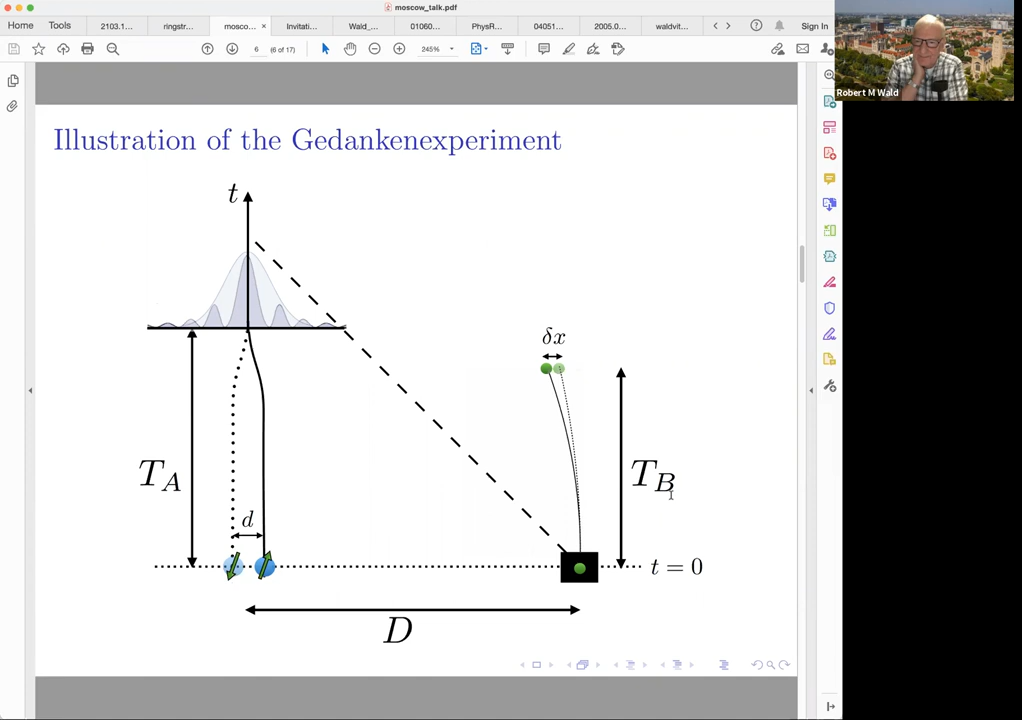 moscow_talk.pdf
Home Tools 2103.1... ringstr... mosco... × Invitati... Wald_... 01060... PhysR... 04051... 2005.0... waldvit... Sign In
6 (6 of 17) 245%
Robert M Wald
Illustration of the Gedankenexperiment
t
δx
T_A
T_B
d
t = 0
D